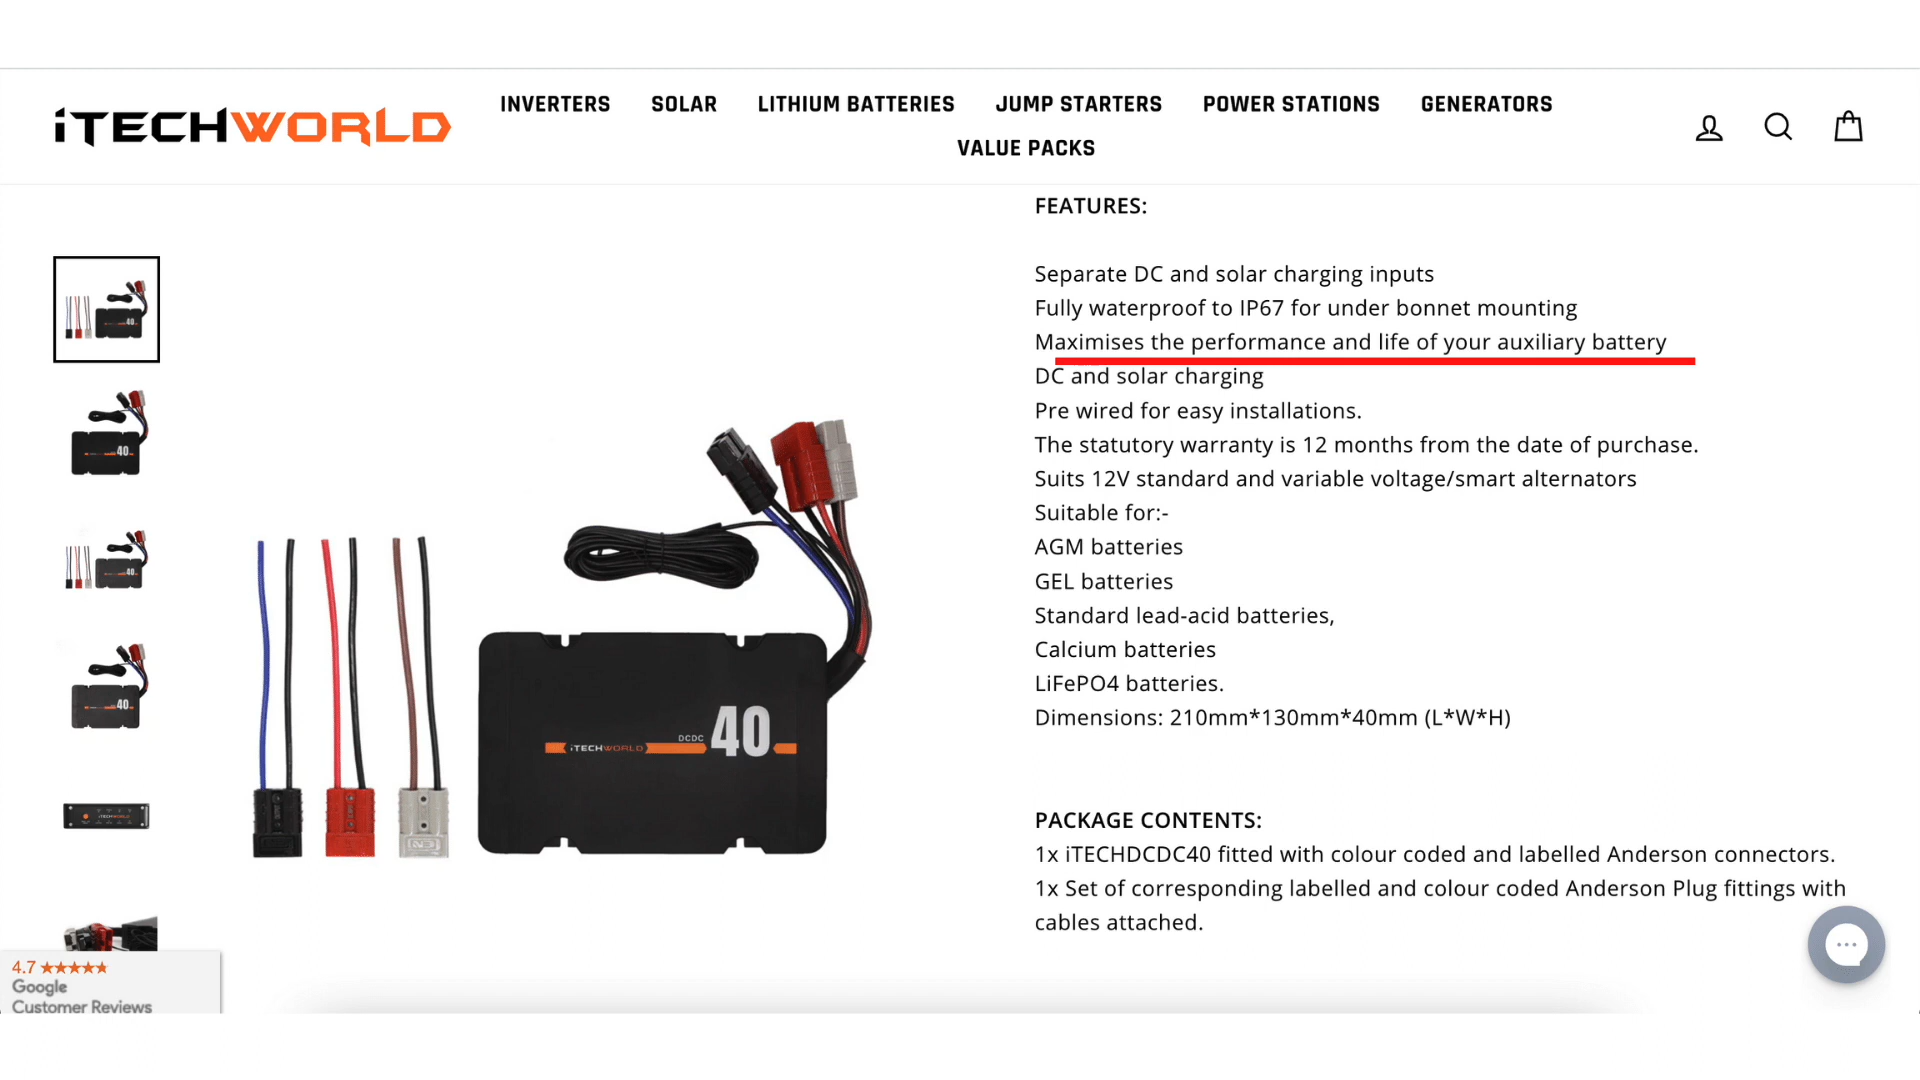 iTECHWORLD
INVERTERS SOLAR LITHIUM BATTERIES JUMP STARTERS POWER STATIONS GENERATORS
VALUE PACKS
FEATURES:
Separate DC and solar charging inputs
Fully waterproof to IP67 for under bonnet mounting
Maximises the performance and life of your auxiliary battery
DC and solar charging
Pre wired for easy installations.
The statutory warranty is 12 months from the date of purchase.
Suits 12V standard and variable voltage/smart alternators
Suitable for:-
AGM batteries
GEL batteries
Standard lead-acid batteries,
Calcium batteries
LiFePO4 batteries.
Dimensions: 210mm*130mm*40mm (L*W*H)
PACKAGE CONTENTS:
1x iTECHDCDC40 fitted with colour coded and labelled Anderson connectors.
1x Set of corresponding labelled and colour coded Anderson Plug fittings with
cables attached.
iTECHWORLD DCDC 40
40
40
40
40
4.7
Google
Customer Reviews